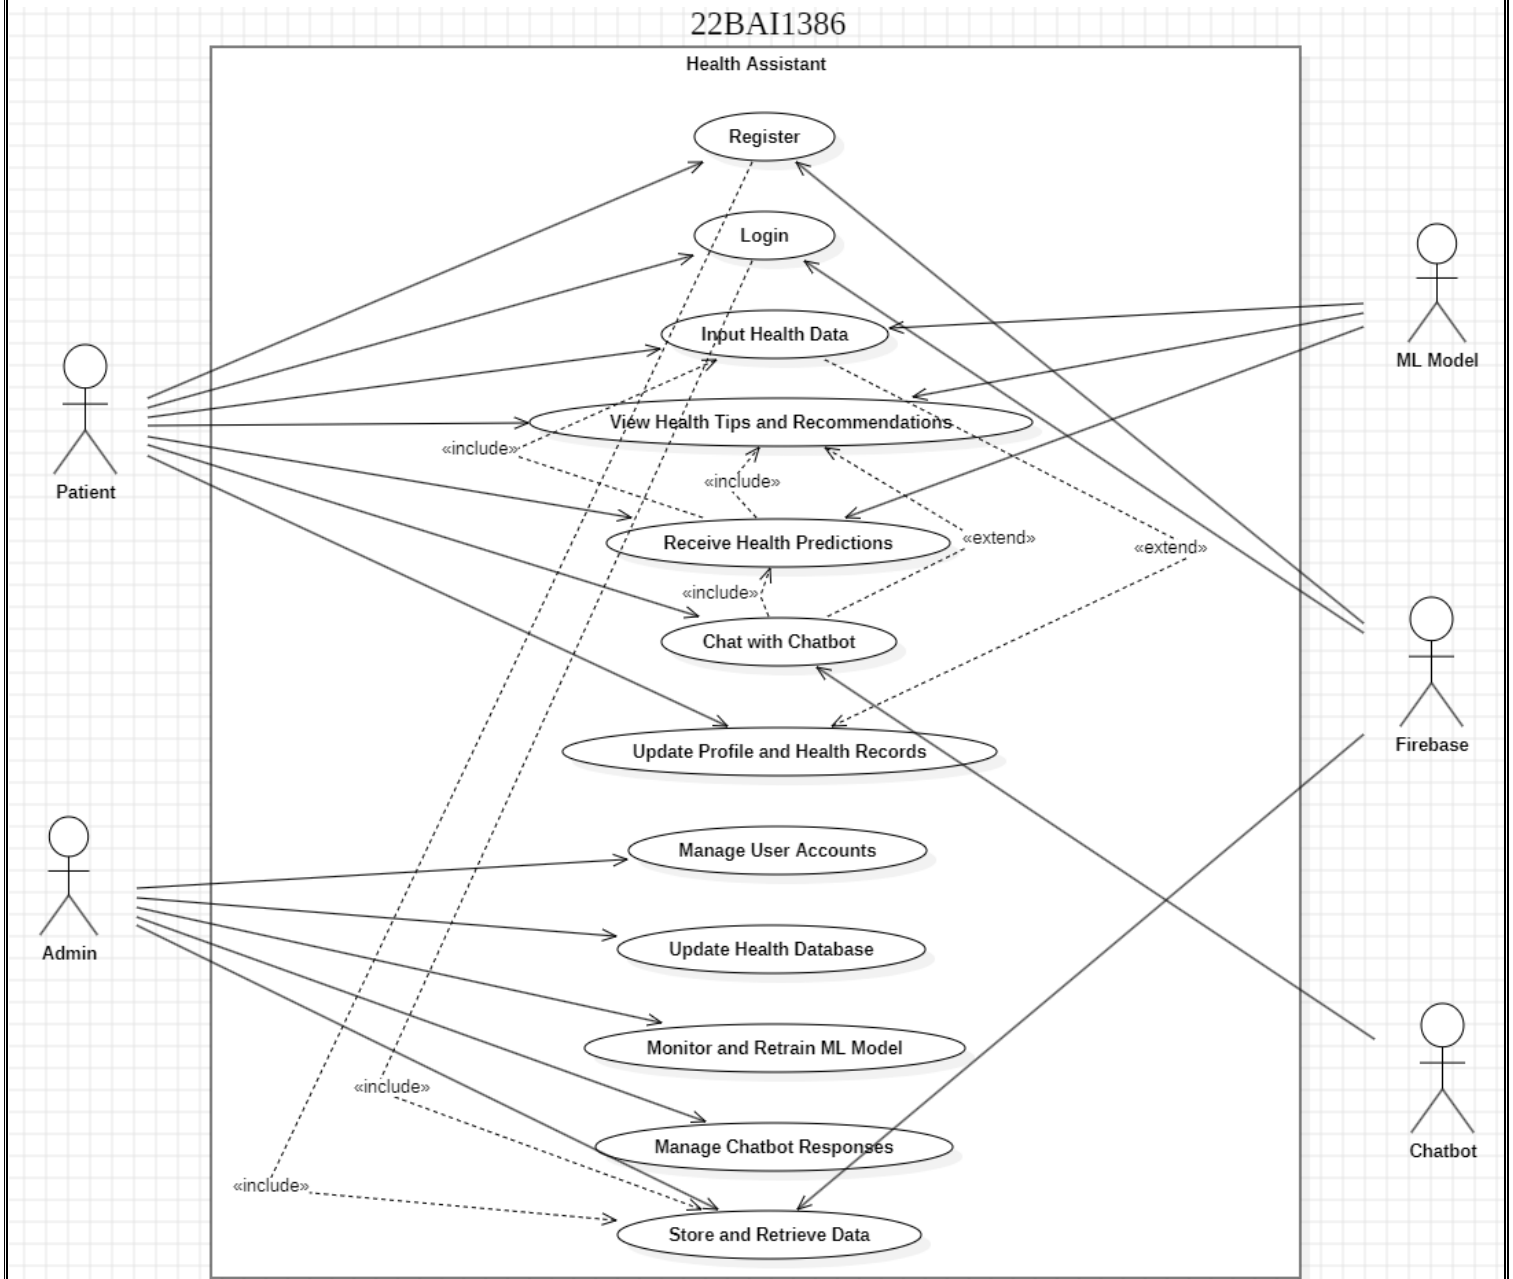 22BAI1386
Health Assistant
Register
Login
Input Health Data
ML Model
View Health Tips and Recommendations
«include»
«include»
Patient
«extend»
Receive Health Predictions
«extend»
«include»
Chat with Chatbot
Firebase
Update Profile and Health Records
Manage User Accounts
Admin
Update Health Database
Monitor and Retrain ML Model
«include»
Manage Chatbot Responses
Chatbot
«include»
Store and Retrieve Data